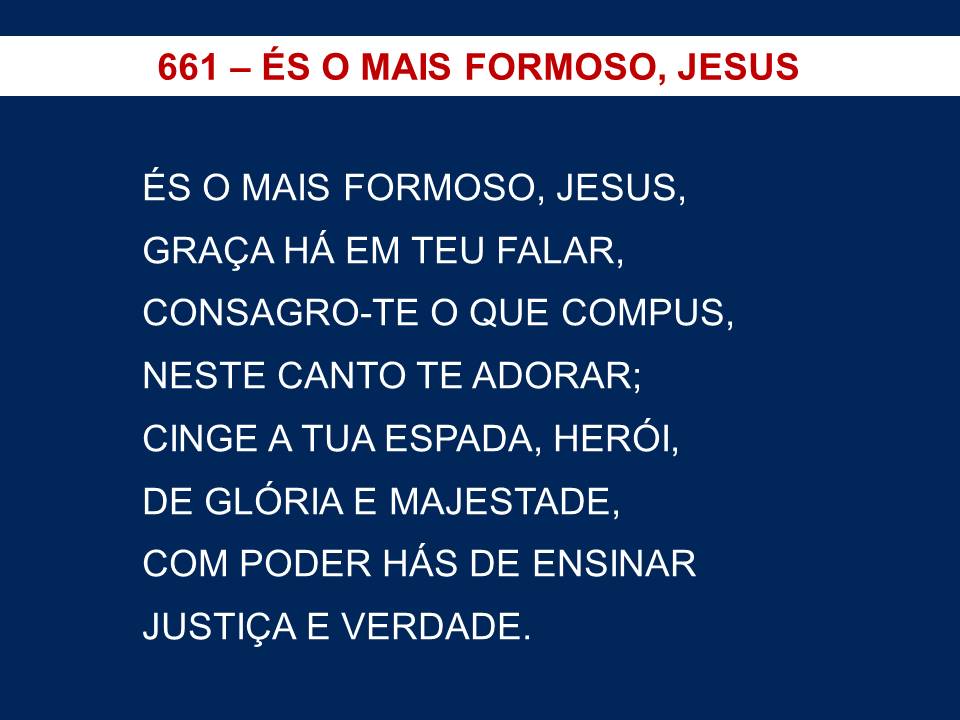 661 – ÉS O MAIS FORMOSO, JESUS
ÉS O MAIS FORMOSO, JESUS,
GRAÇA HÁ EM TEU FALAR,
CONSAGRO-TE O QUE COMPUS,
NESTE CANTO TE ADORAR;
CINGE A TUA ESPADA, HERÓI,
DE GLÓRIA E MAJESTADE,
COM PODER HÁS DE ENSINAR
JUSTIÇA E VERDADE.